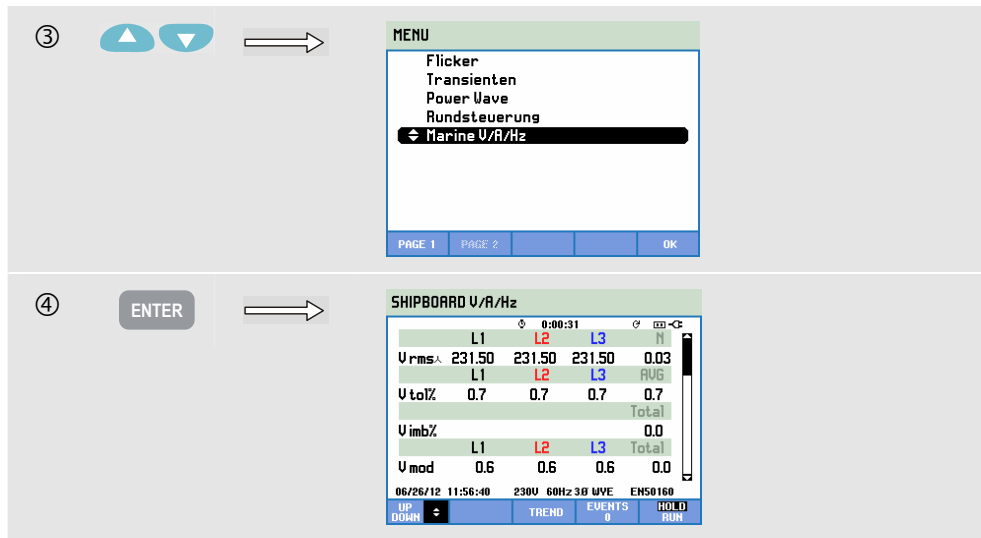 ③
MENU
Flicker
Transienten
Power Wave
Rundsteuerung
Marine V/A/Hz
PAGE 1 PAGE 2 OK
④
ENTER
SHIPBOARD V/A/Hz
0:00:31
L1 L2 L3 N
V rms⅄ 231.50 231.50 231.50 0.03
L1 L2 L3 AVG
V tol% 0.7 0.7 0.7 0.7
Total
V imb% 0.0
L1 L2 L3 Total
V mod 0.6 0.6 0.6 0.0
06/26/12 11:56:40 230V 60Hz 3Ø WYE EN50160
UP DOWN TREND EVENTS 0 HOLD RUN